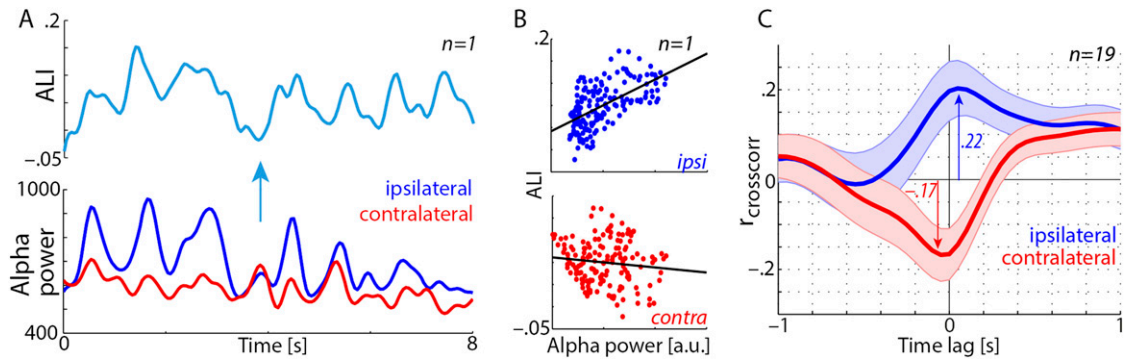 A
.2
n=1
ALI
-.05
1000
ipsilateral
contralateral
Alpha
power
400
0
Time [s]
8
B
.2
n=1
ipsi
ALI
contra
-.05
Alpha power [a.u.]
C
n=19
.2
.22
0
-.17
rcrosscorr
ipsilateral
contralateral
-.2
-1
0
1
Time lag [s]